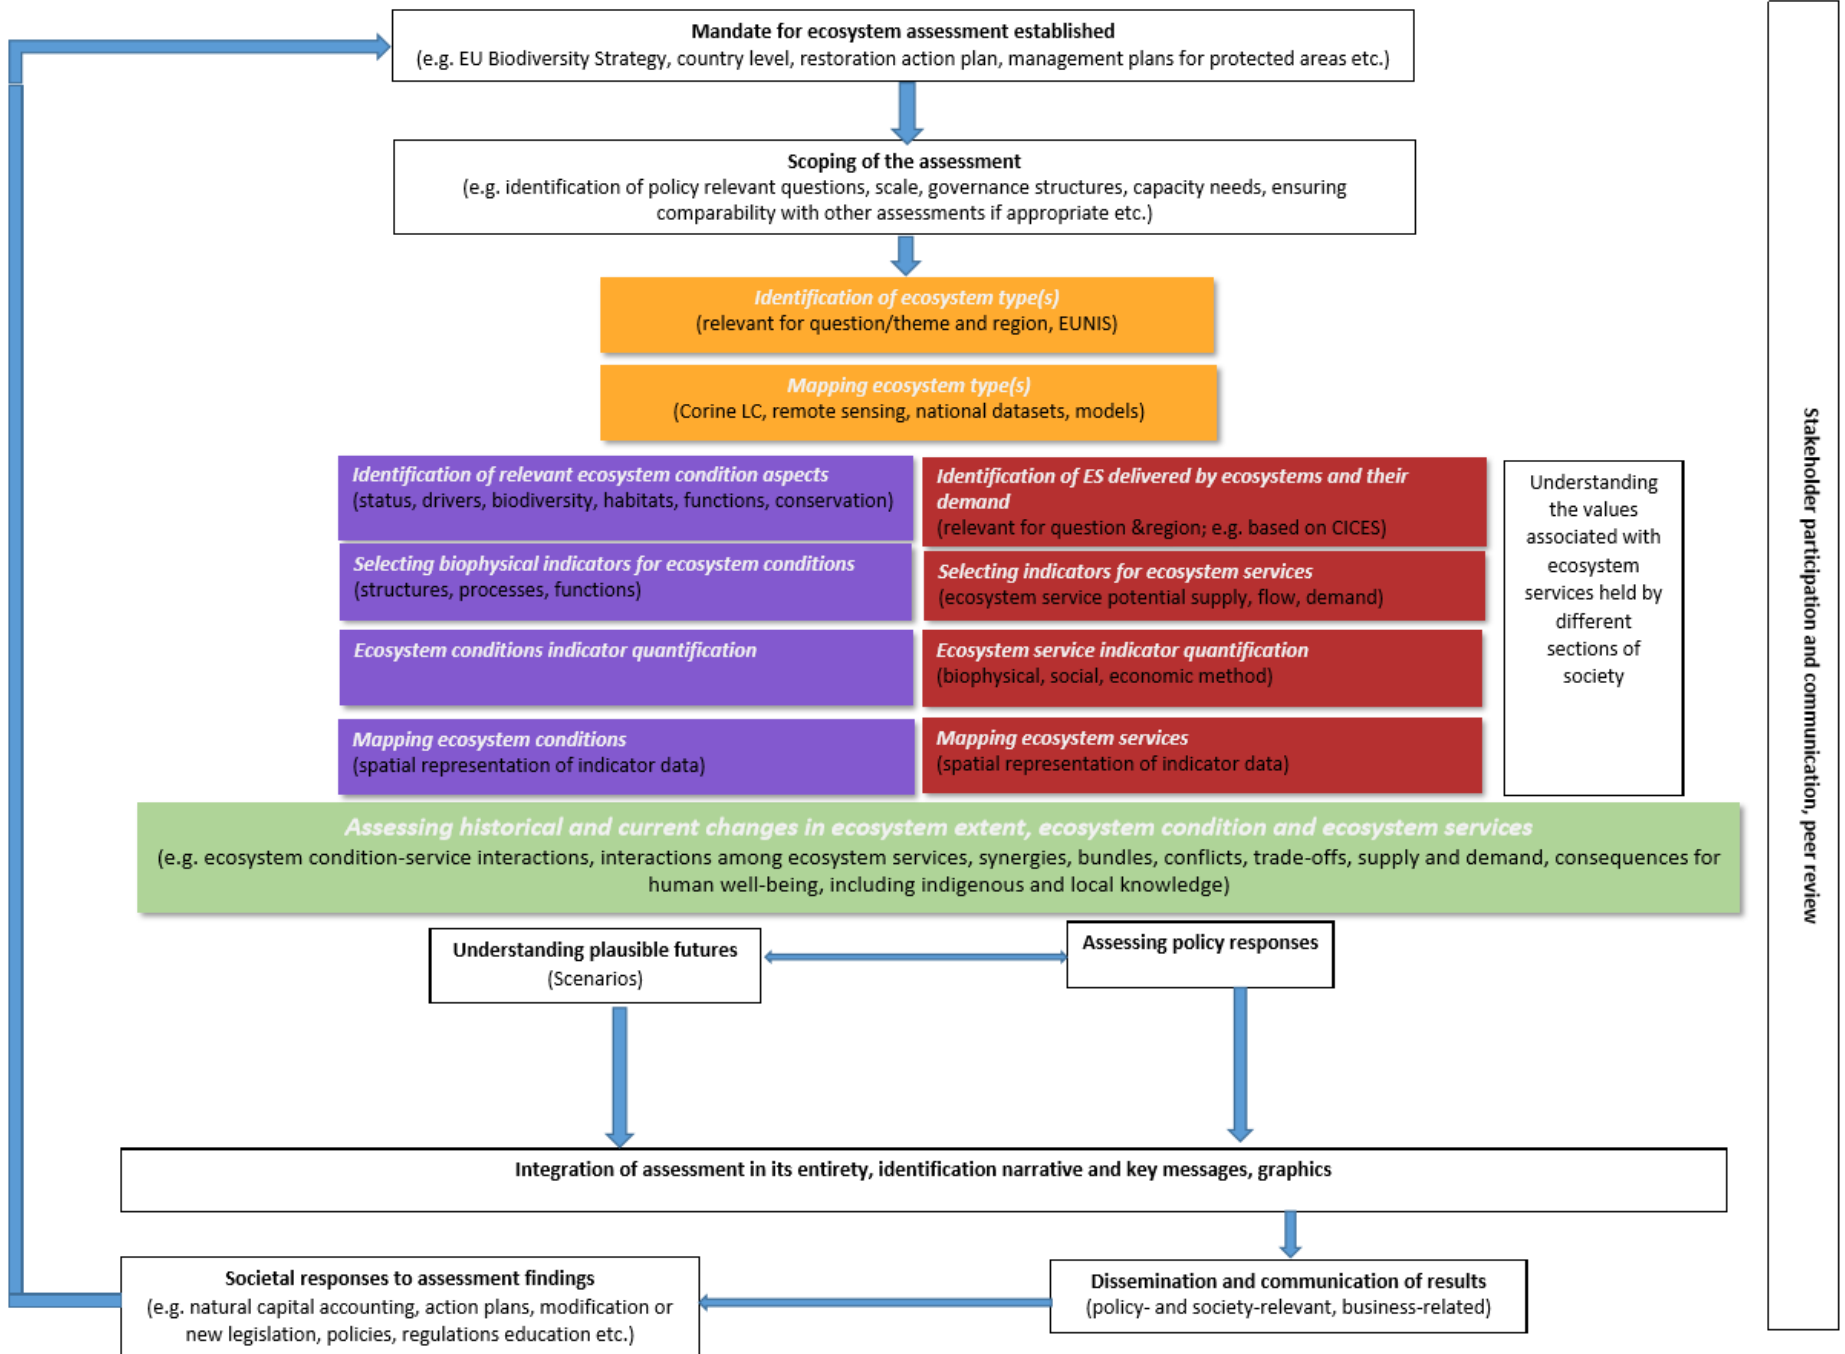 Mandate for ecosystem assessment established
(e.g. EU Biodiversity Strategy, country level, restoration action plan, management plans for protected areas etc.)
Scoping of the assessment
(e.g. identification of policy relevant questions, scale, governance structures, capacity needs, ensuring
comparability with other assessments if appropriate etc.)
Identification of ecosystem type(s)
(relevant for question/theme and region, EUNIS)
Mapping ecosystem type(s)
(Corine LC, remote sensing, national datasets, models)
Identification of relevant ecosystem condition aspects
(status, drivers, biodiversity, habitats, functions, conservation)
Selecting biophysical indicators for ecosystem conditions
(structures, processes, functions)
Ecosystem conditions indicator quantification
Mapping ecosystem conditions
(spatial representation of indicator data)
Identification of ES delivered by ecosystems and their
demand
(relevant for question &region; e.g. based on CICES)
Selecting indicators for ecosystem services
(ecosystem service potential supply, flow, demand)
Ecosystem service indicator quantification
(biophysical, social, economic method)
Mapping ecosystem services
(spatial representation of indicator data)
Understanding
the values
associated with
ecosystem
services held by
different
sections of
society
Assessing historical and current changes in ecosystem extent, ecosystem condition and ecosystem services
(e.g. ecosystem condition-service interactions, interactions among ecosystem services, synergies, bundles, conflicts, trade-offs, supply and demand, consequences for
human well-being, including indigenous and local knowledge)
Understanding plausible futures
(Scenarios)
Assessing policy responses
Integration of assessment in its entirety, identification narrative and key messages, graphics
Dissemination and communication of results
(policy- and society-relevant, business-related)
Societal responses to assessment findings
(e.g. natural capital accounting, action plans, modification or
new legislation, policies, regulations education etc.)
Stakeholder participation and communication, peer review